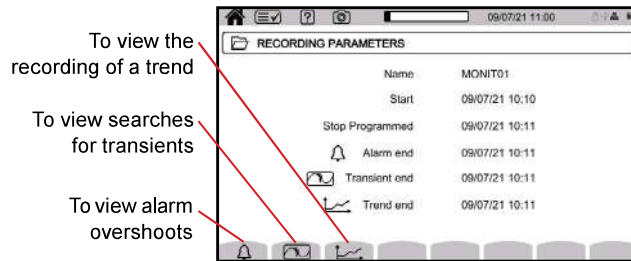 To view the
recording of a trend
To view searches
for transients
To view alarm
overshoots
?
09/07/21 11:00
RECORDING PARAMETERS
Name MONIT01
Start 09/07/21 10:10
Stop Programmed 09/07/21 10:11
Alarm end 09/07/21 10:11
Transient end 09/07/21 10:11
Trend end 09/07/21 10:11